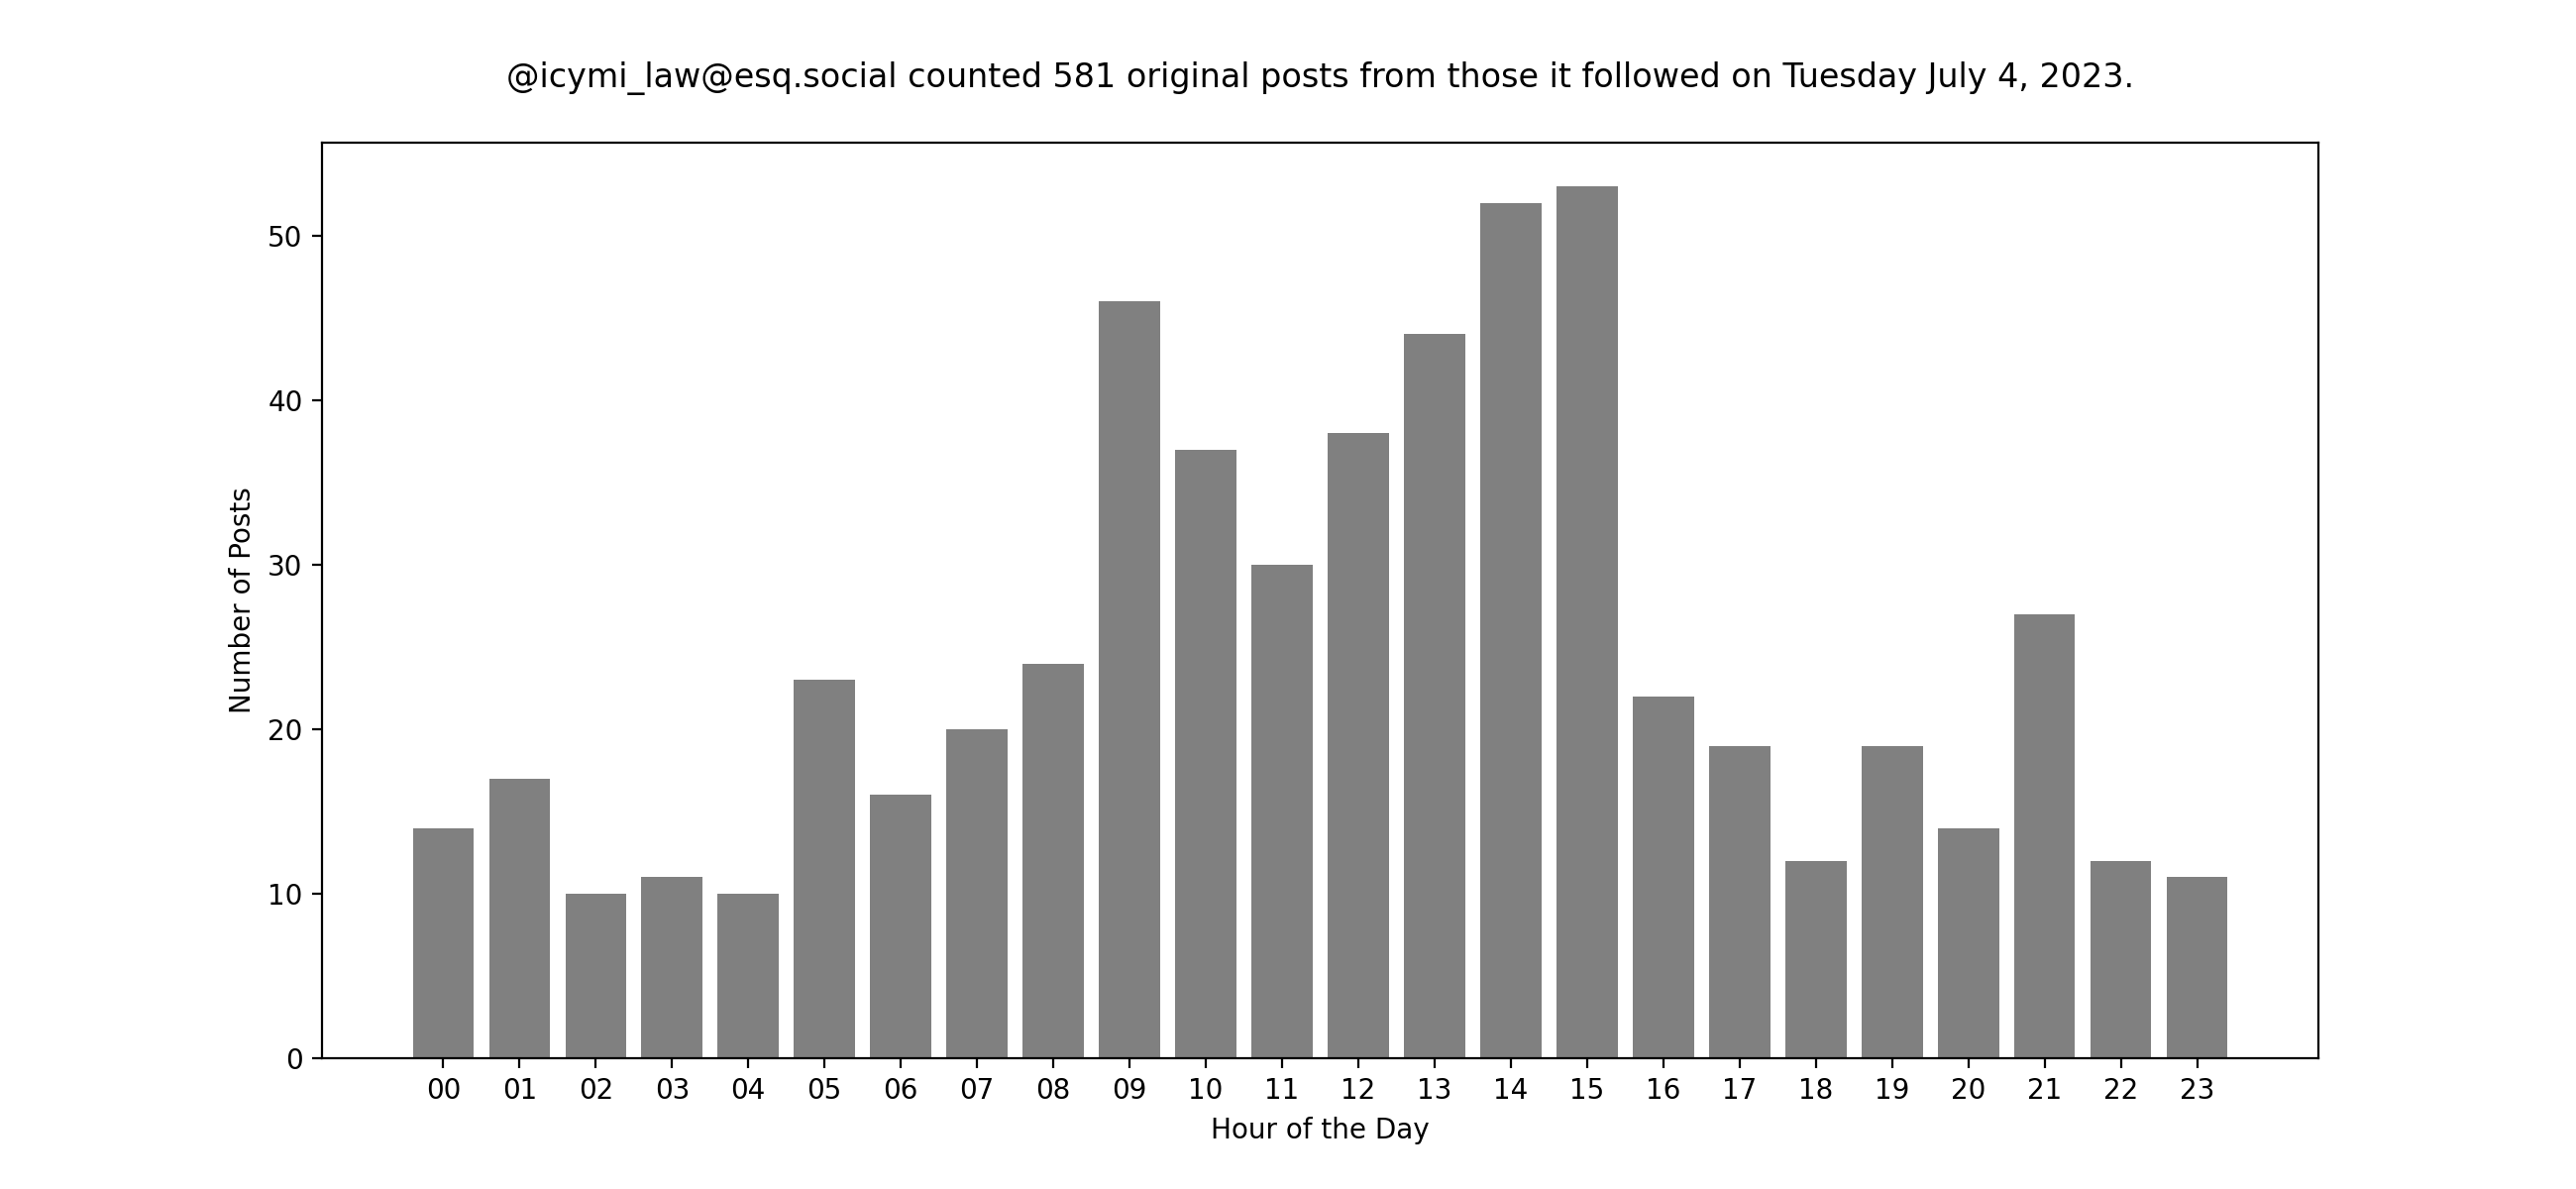 @icymi_law@esq.social counted 581 original posts from those it followed on Tuesday July 4, 2023.
50
40
30
20
10
0
Number of Posts
00 01 02 03 04 05 06 07 08 09 10 11 12 13 14 15 16 17 18 19 20 21 22 23
Hour of the Day